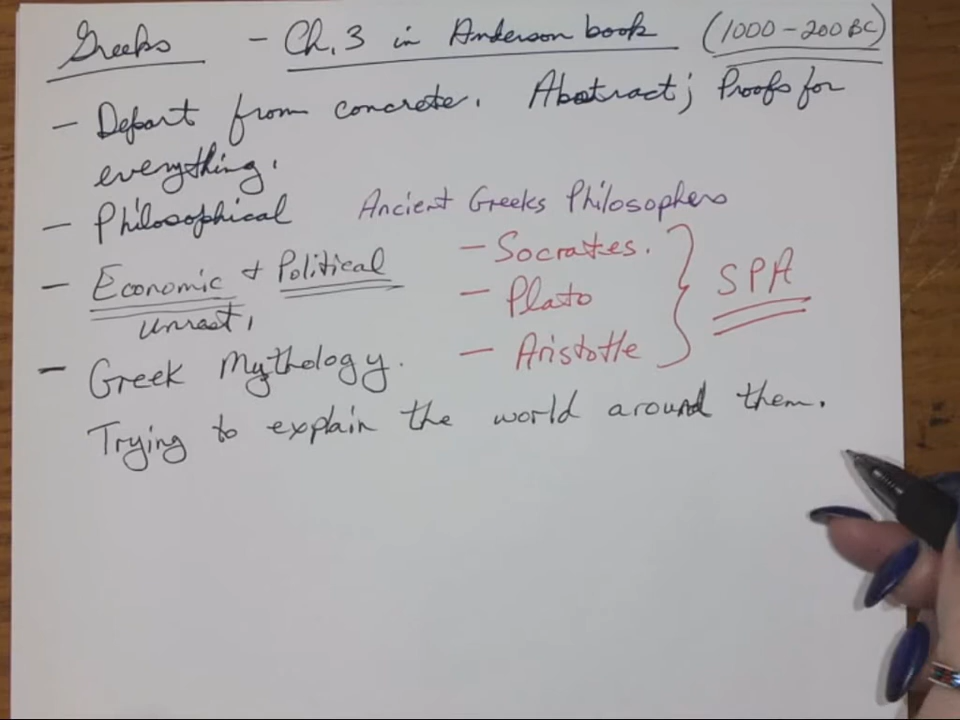 Greeks - Ch. 3 in Anderson book (1000-200 BC)
- Depart from concrete. Abstract; Proofs for
everything.
- Philosophical Ancient Greeks Philosophers
- Socrates.
- Economic & Political
- Plato
SPA
unrest,
- Aristotle
- Greek Mythology.
Trying to explain the world around them.